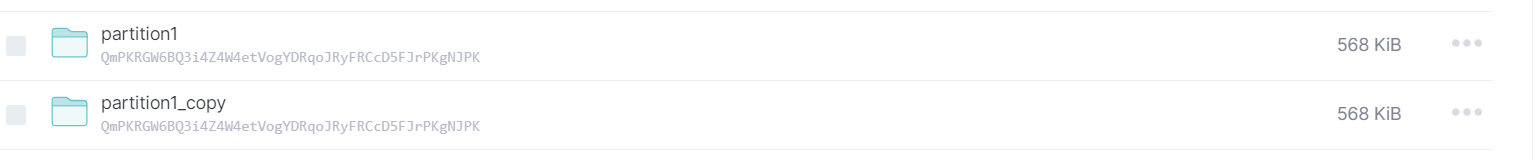 partition1
QmPKRGW6BQ3i4Z4W4etVogYDRqoJRyFRCcD5FJrPKgNJPK
568 KiB
partition1_copy
QmPKRGW6BQ3i4Z4W4etVogYDRqoJRyFRCcD5FJrPKgNJPK
568 KiB